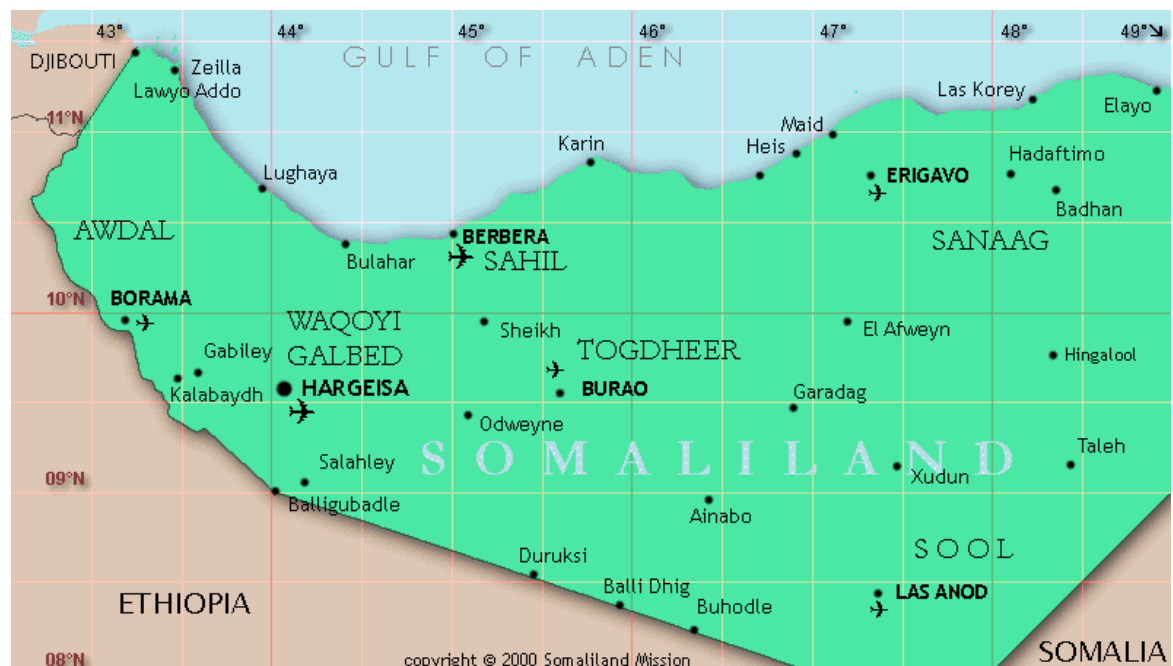 43°
44°
45°
46°
47°
48°
49°
GULF OF ADEN
DJIBOUTI
Zeilla
Lawyo Addo
Las Korey
Elayo
11°N
Maid
Karin
Heis
Hadaftimo
Lughaya
ERIGAVO
Badhan
AWDAL
BERBERA
SANAAG
Bulahar
SAHIL
10°N
BORAMA
WAQOYI
GALBED
Sheikh
El Afweyn
Gabiley
TOGDHEER
Hingalool
Kalabaydh
HARGEISA
BURAO
Garadag
Odweyne
SOMALILAND
Taleh
Salahley
Xudun
09°N
Balligubadle
Ainabo
Duruksi
SOOL
Balli Dhig
LAS ANOD
ETHIOPIA
Buhodle
SOMALIA
08°N
copyright © 2000 Somaliland Mission